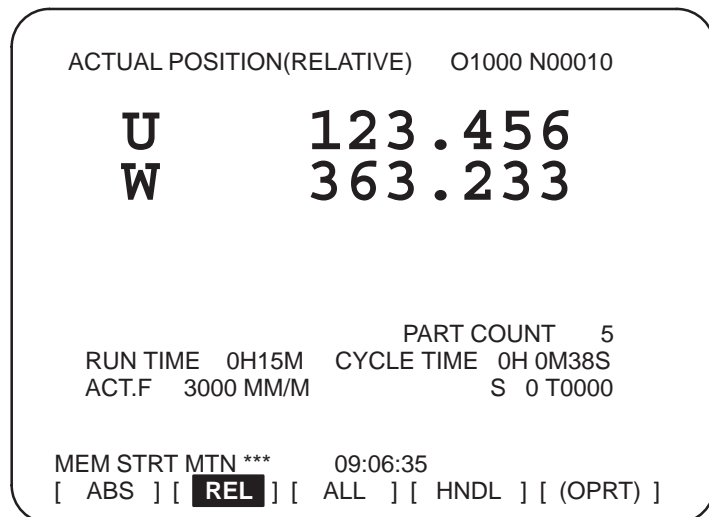 ACTUAL POSITION(RELATIVE) O1000 N00010
U 123.456
W 363.233
PART COUNT 5
RUN TIME 0H15M CYCLE TIME 0H 0M38S
ACT.F 3000 MM/M S 0 T0000
MEM STRT MTN *** 09:06:35
[ ABS ] [ REL ] [ ALL ] [ HNDL ] [ (OPRT) ]